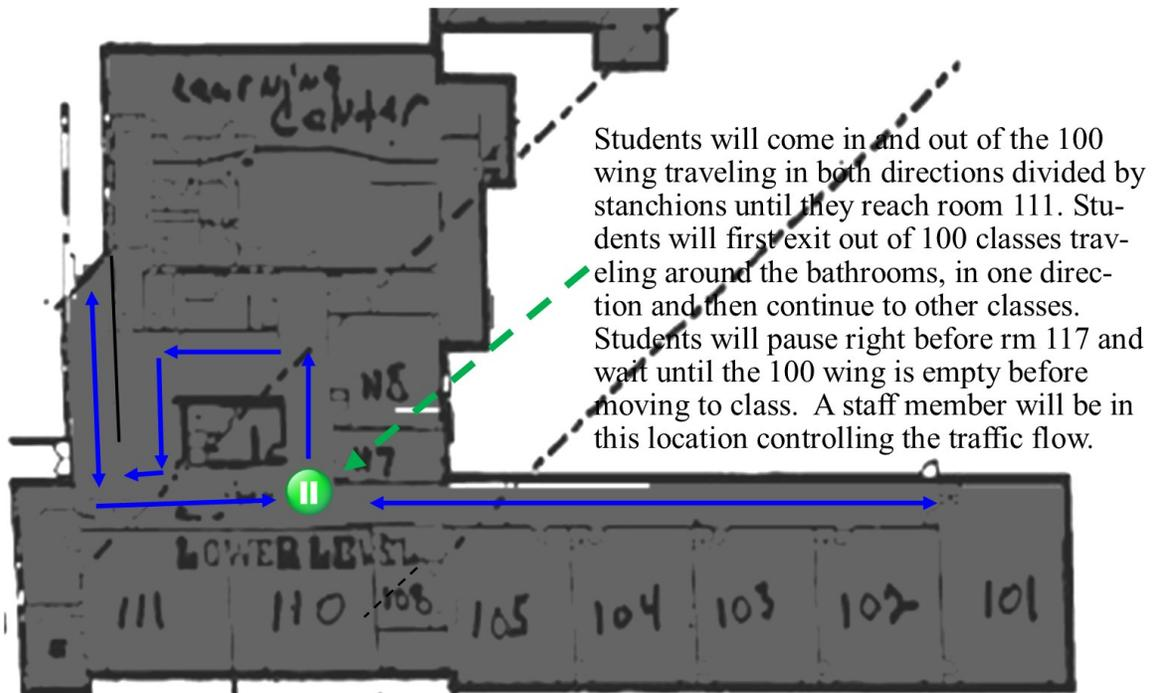 Learning
Center
Students will come in and out of the 100
wing traveling in both directions divided by
stanchions until they reach room 111. Stu-
dents will first exit out of 100 classes trav-
eling around the bathrooms, in one direc-
tion and then continue to other classes.
Students will pause right before rm 117 and
wait until the 100 wing is empty before
moving to class.  A staff member will be in
this location controlling the traffic flow.
LOWER LEVEL
111
110
108
105
104
103
102
101